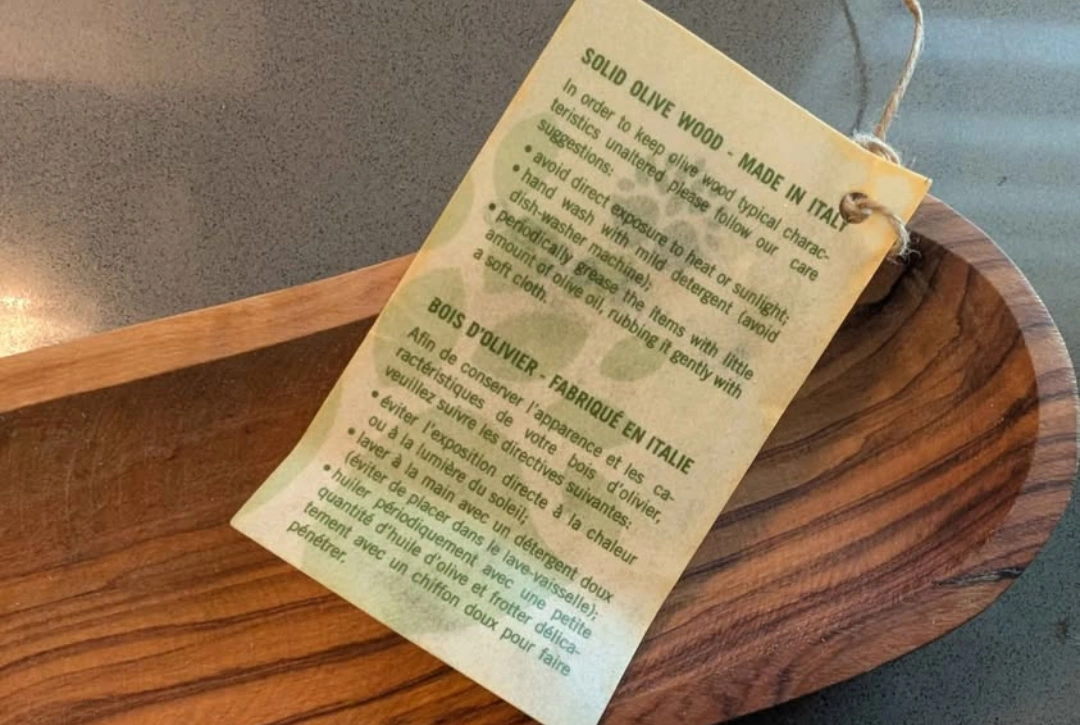 SOLID OLIVE WOOD - MADE IN ITALY
In order to keep olive wood typical charac-
teristics unaltered please follow our care
suggestions:
• avoid direct exposure to heat or sunlight;
• hand wash with mild detergent (avoid
dish-washer machine);
• periodically grease the items with little
amount of olive oil, rubbing it gently with
a soft cloth.
BOIS D'OLIVIER - FABRIQUÉ EN ITALIE
Afin de conserver l'apparence et les ca-
ractéristiques de votre bois d'olivier,
veuillez suivre les directives suivantes:
• éviter l'exposition directe à la chaleur
ou à la lumière du soleil;
• laver à la main avec un détergent doux
(éviter de placer dans le lave-vaisselle);
• huiler périodiquement avec une petite
quantité d'huile d'olive et frotter délica-
tement avec un chiffon doux pour faire
pénétrer.